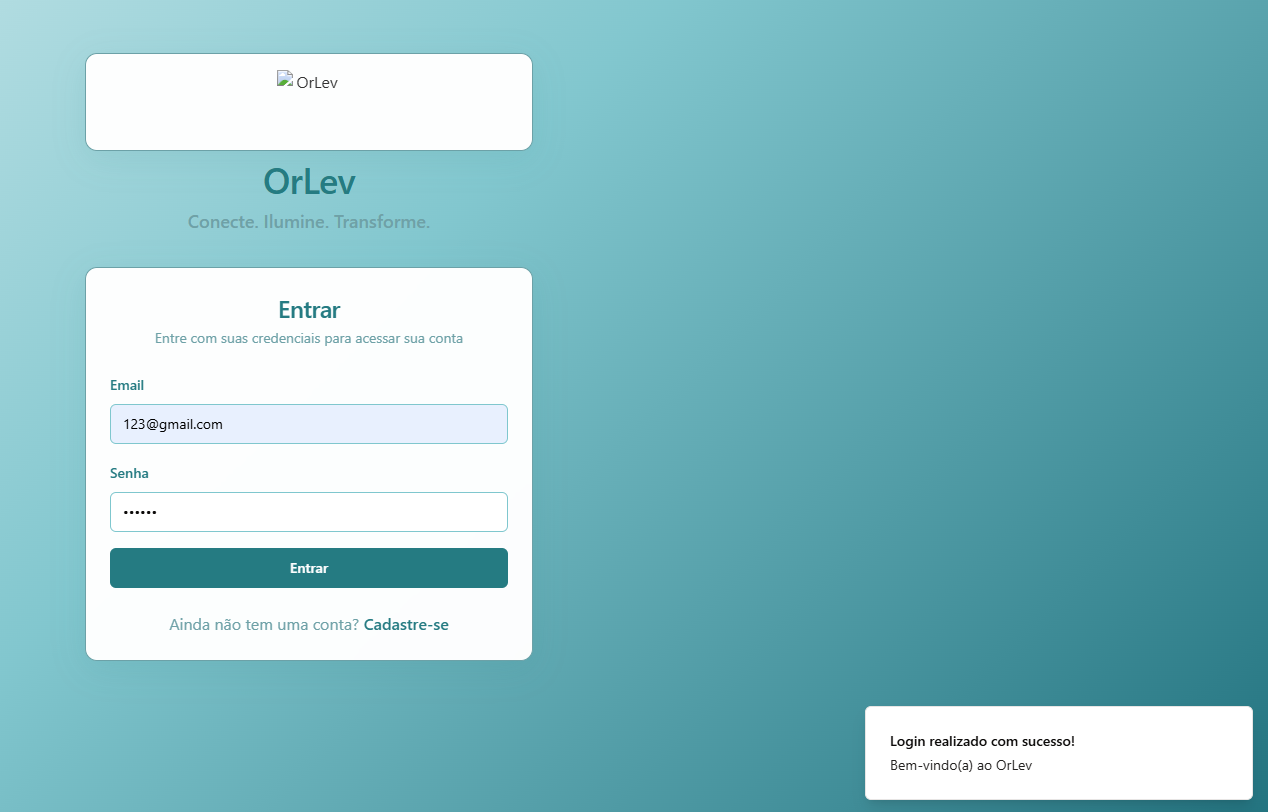 OrLev
OrLev
Conecte. Ilumine. Transforme.
Entrar
Entre com suas credenciais para acessar sua conta
Email
123@gmail.com
Senha
••••••
Entrar
Ainda não tem uma conta? Cadastre-se
Login realizado com sucesso!
Bem-vindo(a) ao OrLev